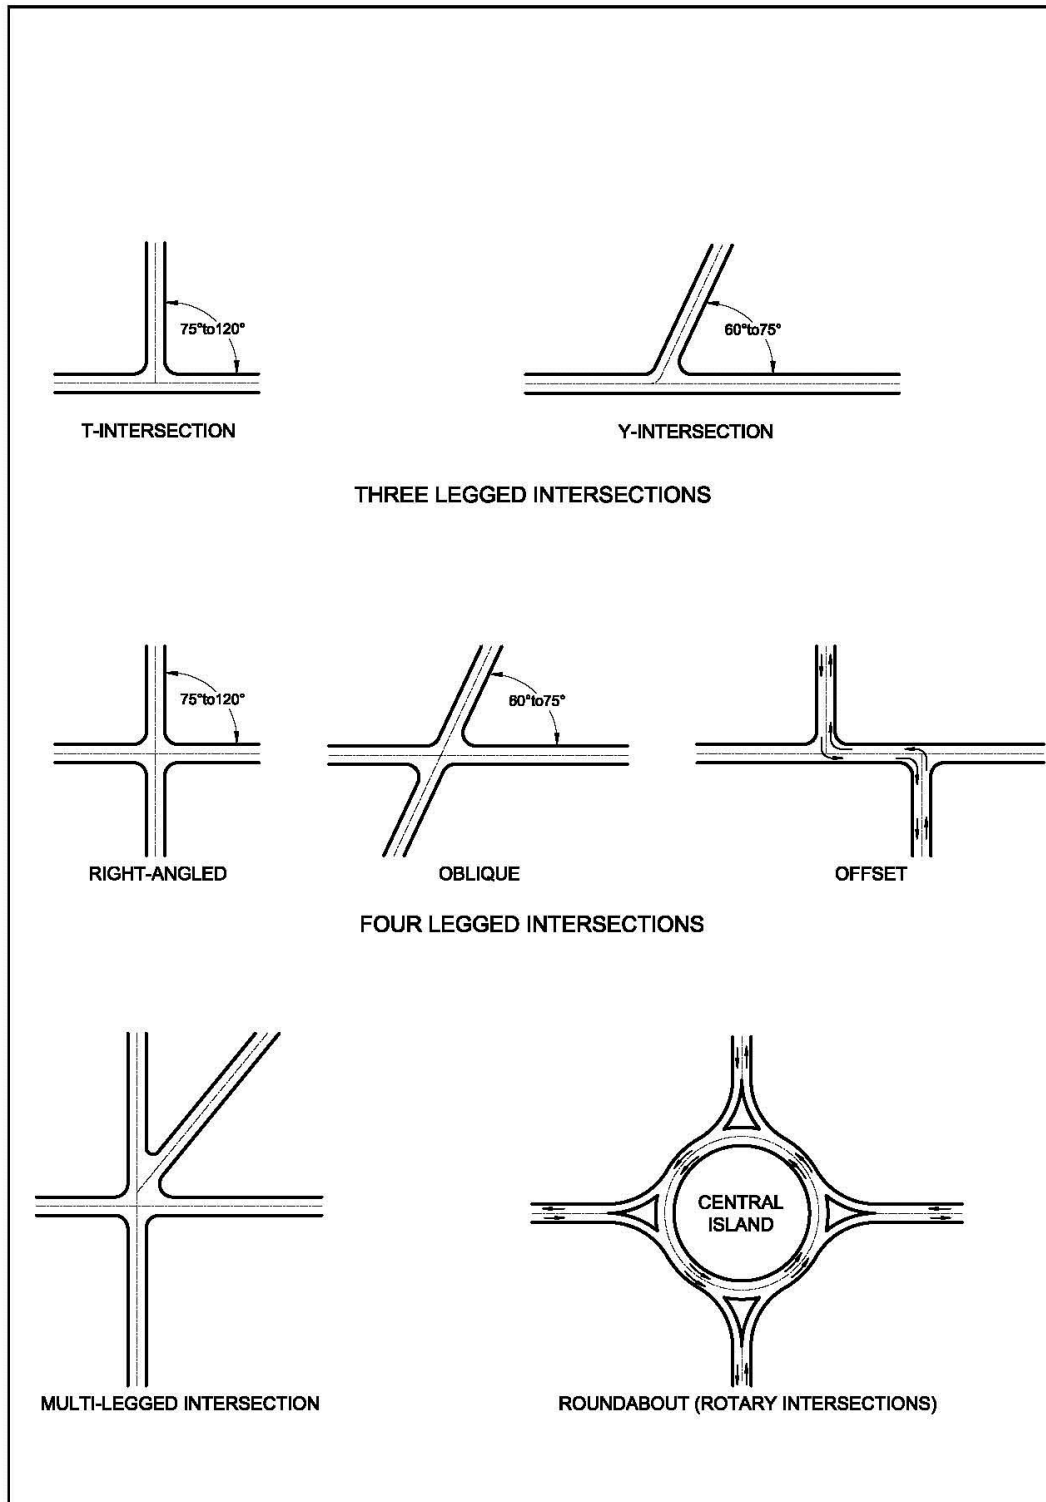 75°to120°
60°to75°
T-INTERSECTION
Y-INTERSECTION
THREE LEGGED INTERSECTIONS
75°to120°
60°to75°
RIGHT-ANGLED
OBLIQUE
OFFSET
FOUR LEGGED INTERSECTIONS
CENTRAL
ISLAND
MULTI-LEGGED INTERSECTION
ROUNDABOUT (ROTARY INTERSECTIONS)